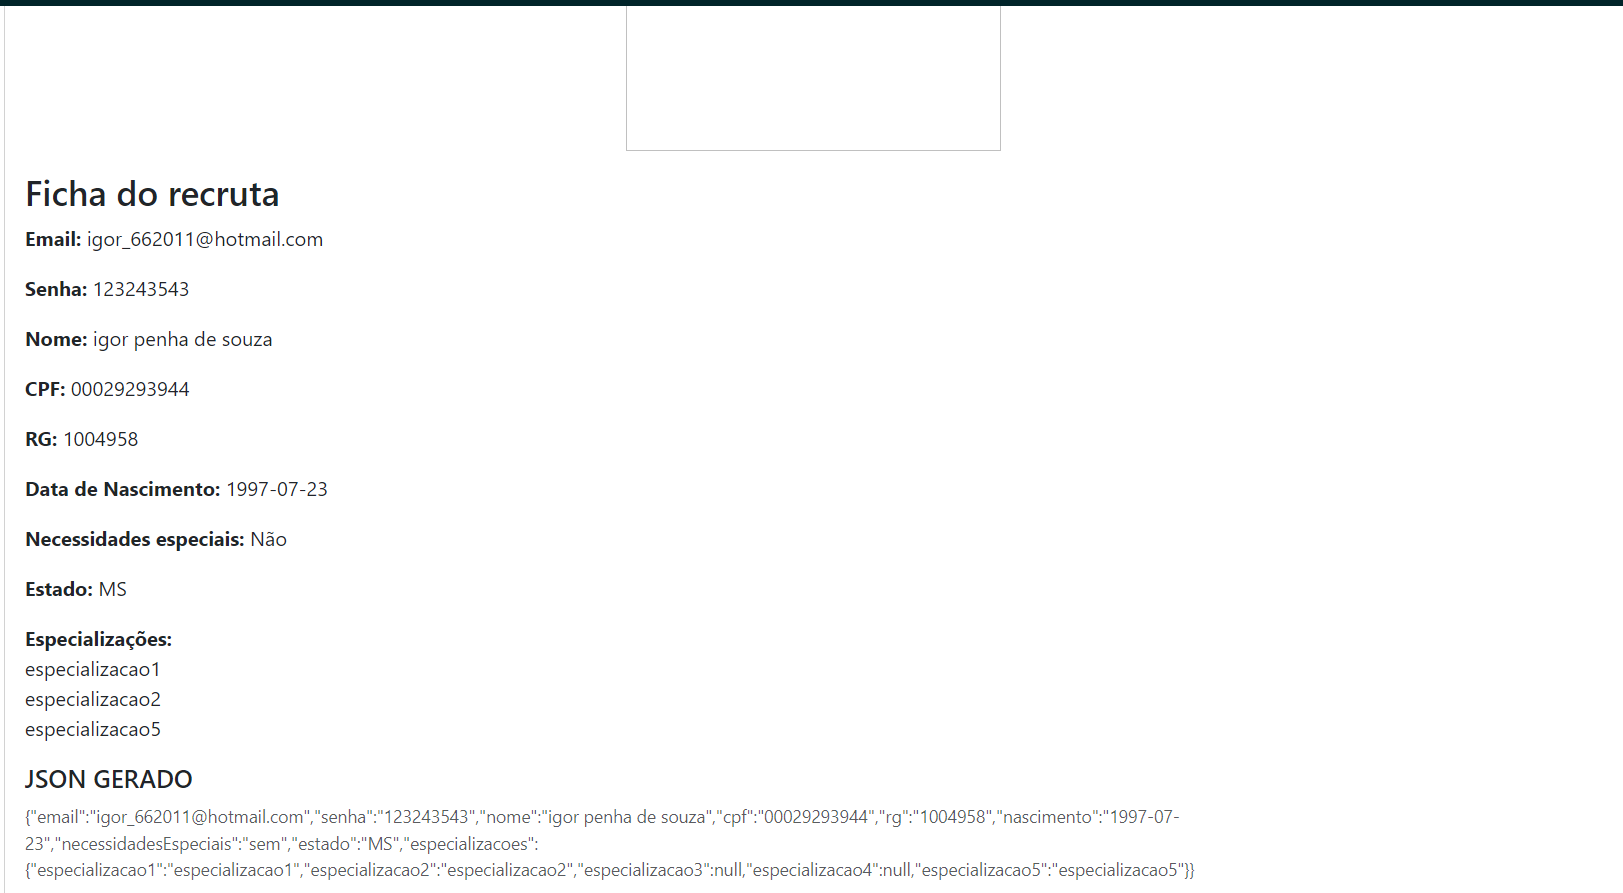 Ficha do recruta
Email: igor_662011@hotmail.com
Senha: 123243543
Nome: igor penha de souza
CPF: 00029293944
RG: 1004958
Data de Nascimento: 1997-07-23
Necessidades especiais: Não
Estado: MS
Especializações:
especializacao1
especializacao2
especializacao5
JSON GERADO
{"email":"igor_662011@hotmail.com","senha":"123243543","nome":"igor penha de souza","cpf":"00029293944","rg":"1004958","nascimento":"1997-07-
23","necessidadesEspeciais":"sem","estado":"MS","especializacoes":
{"especializacao1":"especializacao1","especializacao2":"especializacao2","especializacao3":null,"especializacao4":null,"especializacao5":"especializacao5"}}